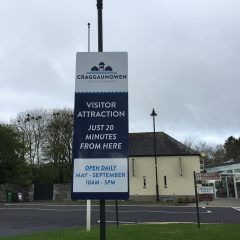 CRAGGAUNOWEN
VISITOR
ATTRACTION
JUST 20
MINUTES
FROM HERE
OPEN DAILY
MAY - SEPTEMBER
10AM - 5PM